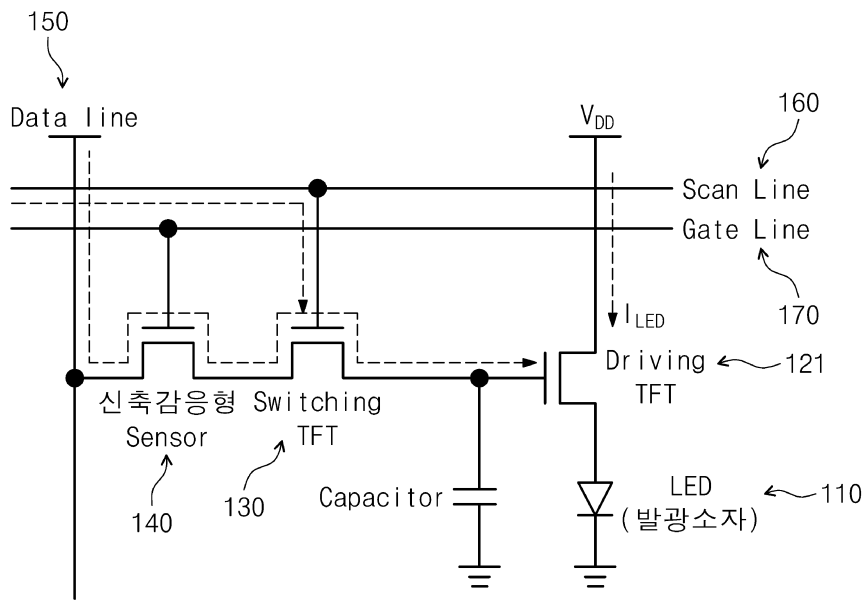 150
Data line
V_DD
160
Scan Line
Gate Line
170
I_LED
Driving
TFT
121
신축감응형
Sensor
140
Switching
TFT
130
Capacitor
LED
(발광소자)
110